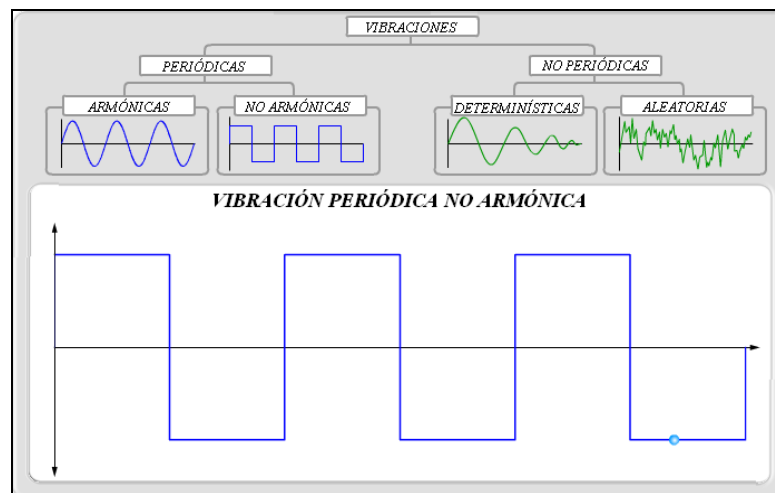 VIBRACIONES
PERIÓDICAS
NO PERIÓDICAS
ARMÓNICAS
NO ARMÓNICAS
DETERMINÍSTICAS
ALEATORIAS
VIBRACIÓN PERIÓDICA NO ARMÓNICA